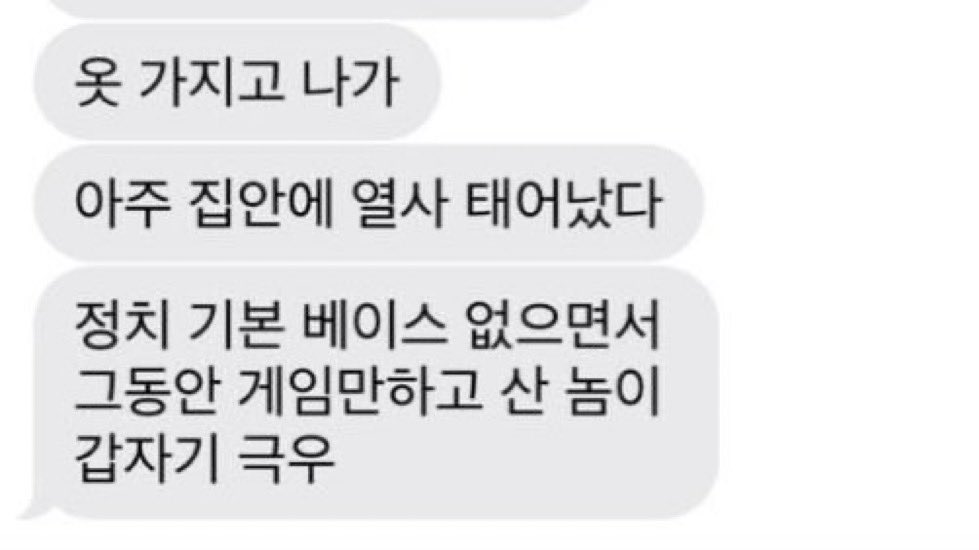 옷 가지고 나가
아주 집안에 열사 태어났다
정치 기본 베이스 없으면서
그동안 게임만하고 산 놈이
갑자기 극우